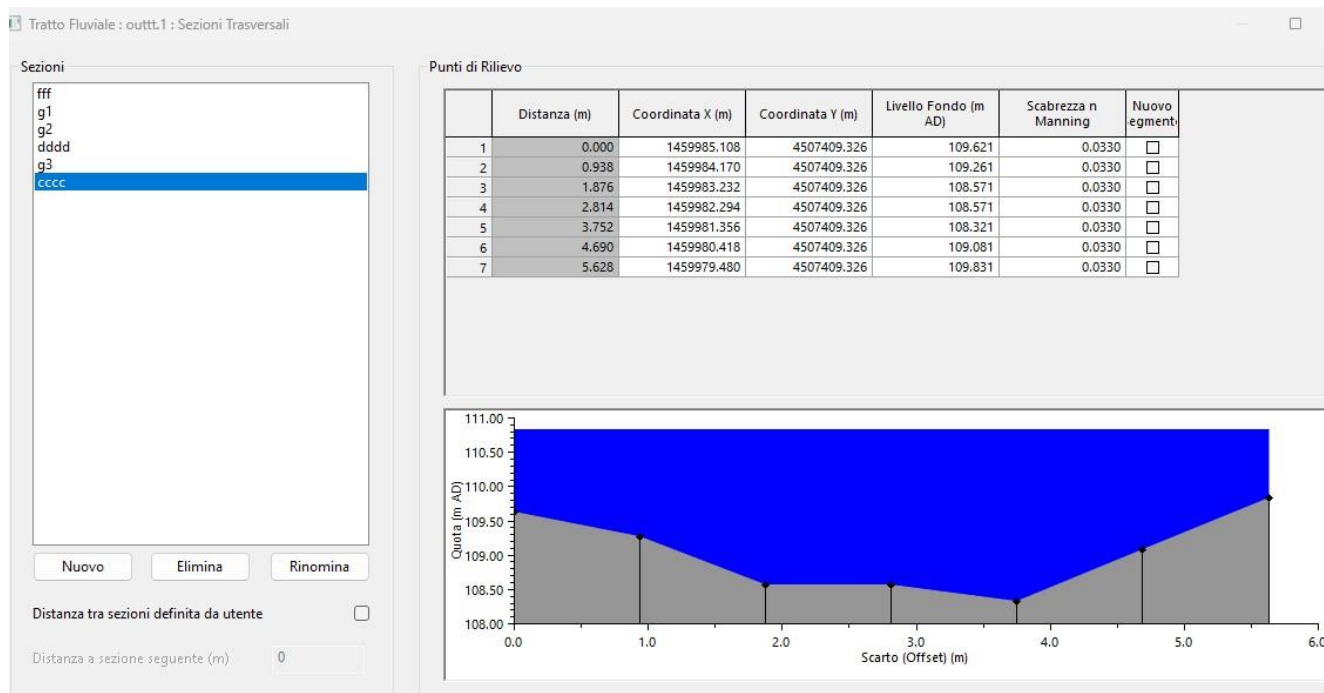 Tratto Fluviale : outtt.1 : Sezioni Trasversali
Sezioni
fff
g1
g2
dddd
g3
cccc
Nuovo Elimina Rinomina
Distanza tra sezioni definita da utente
Distanza a sezione seguente (m) 0
Punti di Rilievo
Distanza (m) Coordinata X (m) Coordinata Y (m) Livello Fondo (m Scabrezza n Nuovo
AD) Manning egment
1 0.000 1459985.108 4507409.326 109.621 0.0330
2 0.938 1459984.170 4507409.326 109.261 0.0330
3 1.876 1459983.232 4507409.326 108.571 0.0330
4 2.814 1459982.294 4507409.326 108.571 0.0330
5 3.752 1459981.356 4507409.326 108.321 0.0330
6 4.690 1459980.418 4507409.326 109.081 0.0330
7 5.628 1459979.480 4507409.326 109.831 0.0330
Quota (m AD)
111.00
110.50
110.00
109.50
109.00
108.50
108.00
0.0 1.0 2.0 3.0 4.0 5.0 6.0
Scarto (Offset) (m)